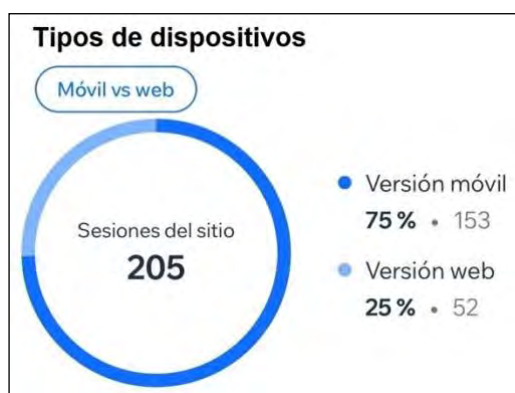 Tipos de dispositivos
Móvil vs web
Sesiones del sitio
205
Versión móvil
75 % • 153
Versión web
25 % • 52